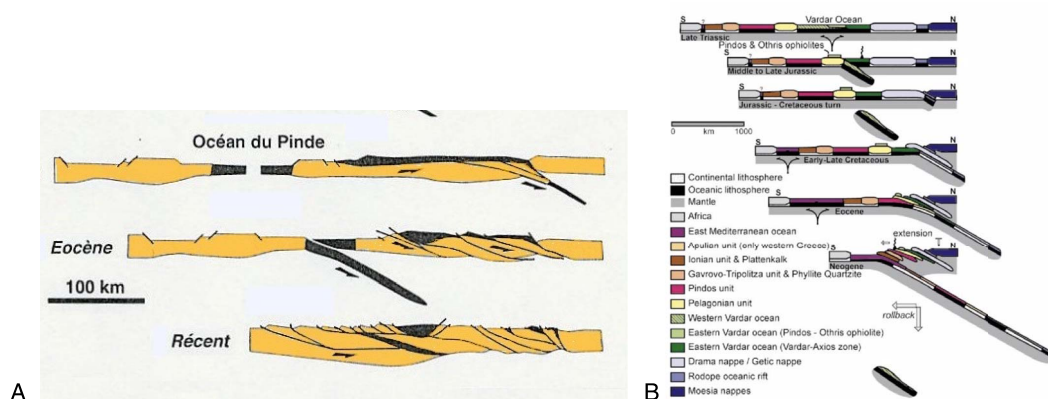 Océan du Pinde
Eocène
100 km
Récent
A
S
N
Vardar Ocean
?
Late Triassic
Pindos & Othris ophiolites
S
N
?
Middle to Late Jurassic
S
N
?
Jurassic - Cretaceous turn
0 km 1000
S
N
Early-Late Cretaceous
S
N
Eocene
extension
S
N
Neogene
rollback
Continental lithosphere
Oceanic lithosphere
Mantle
Africa
East Mediterranean ocean
Apulian unit (only western Greece)
Ionian unit & Plattenkalk
Gavrovo-Tripolitza unit & Phyllite Quartzite
Pindos unit
Pelagonian unit
Western Vardar ocean
Eastern Vardar ocean (Pindos - Othris ophiolite)
Eastern Vardar ocean (Vardar-Axios zone)
Drama nappe / Getic nappe
Rodope oceanic rift
Moesia nappes
B